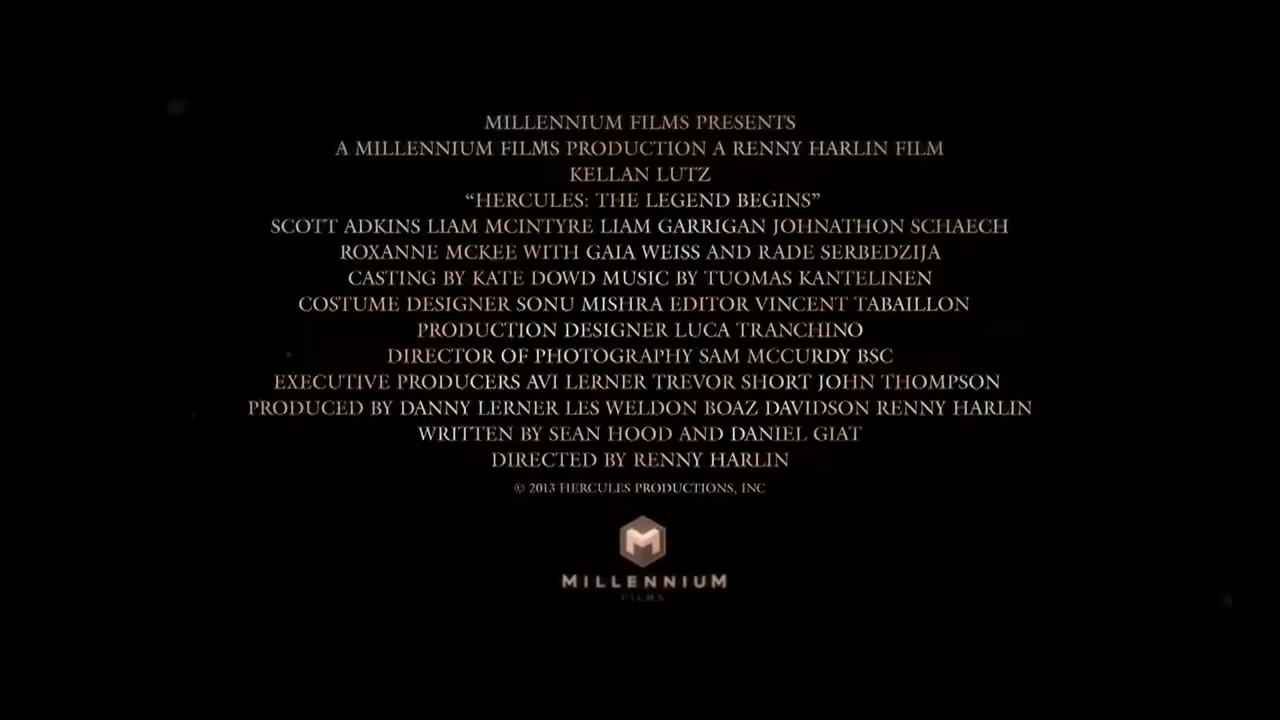 MILLENNIUM FILMS PRESENTS
A MILLENNIUM FILMS PRODUCTION A RENNY HARLIN FILM
KELLAN LUTZ
“HERCULES: THE LEGEND BEGINS”
SCOTT ADKINS LIAM MCINTYRE LIAM GARRIGAN JOHNATHON SCHAECH
ROXANNE MCKEE WITH GAIA WEISS AND RADE SERBEDZIJA
CASTING BY KATE DOWD MUSIC BY TUOMAS KANTELINEN
COSTUME DESIGNER SONU MISHRA EDITOR VINCENT TABAILLON
PRODUCTION DESIGNER LUCA TRANCHINO
DIRECTOR OF PHOTOGRAPHY SAM MCCURDY BSC
EXECUTIVE PRODUCERS AVI LERNER TREVOR SHORT JOHN THOMPSON
PRODUCED BY DANNY LERNER LES WELDON BOAZ DAVIDSON RENNY HARLIN
WRITTEN BY SEAN HOOD AND DANIEL GIAT
DIRECTED BY RENNY HARLIN
© 2013 HERCULES PRODUCTIONS, INC
M
MILLENNIUM
FILMS